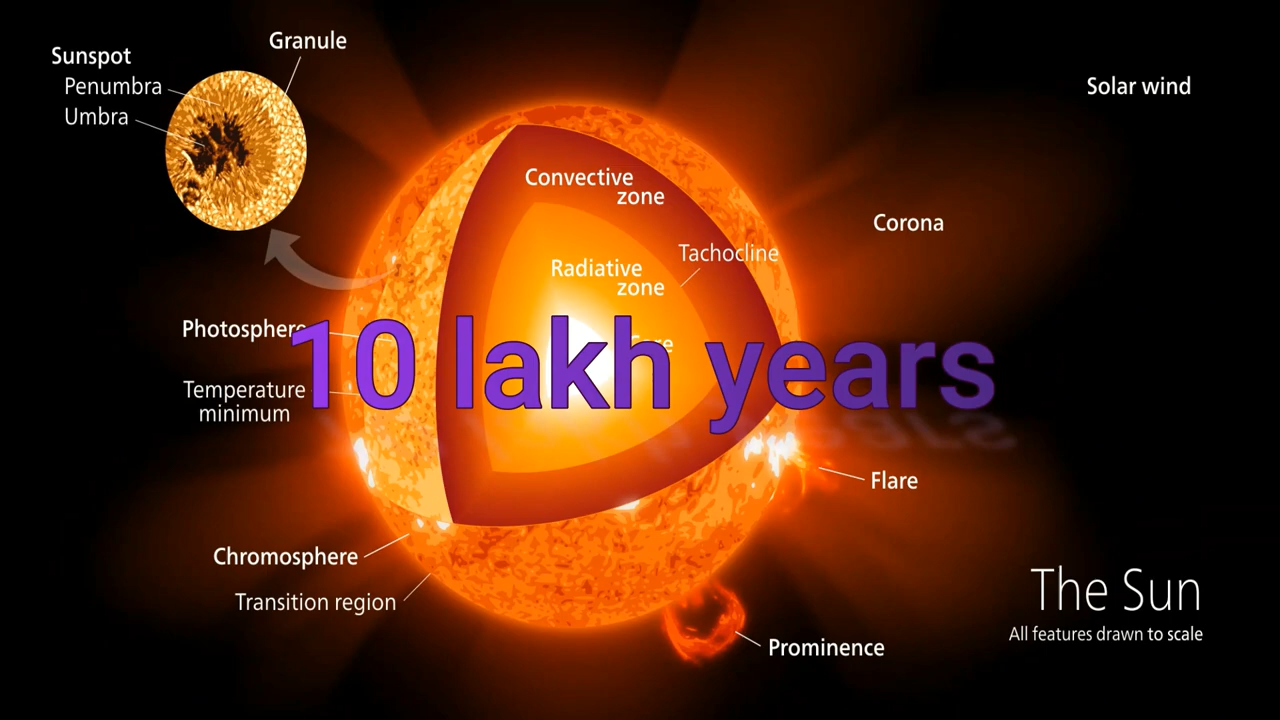 Granule
Sunspot
Penumbra
Umbra
Solar wind
Convective
zone
Corona
Tachocline
Radiative
zone
Photosphere
Core
10 lakh years
Temperature
minimum
Flare
Chromosphere
Transition region
The Sun
All features drawn to scale
Prominence